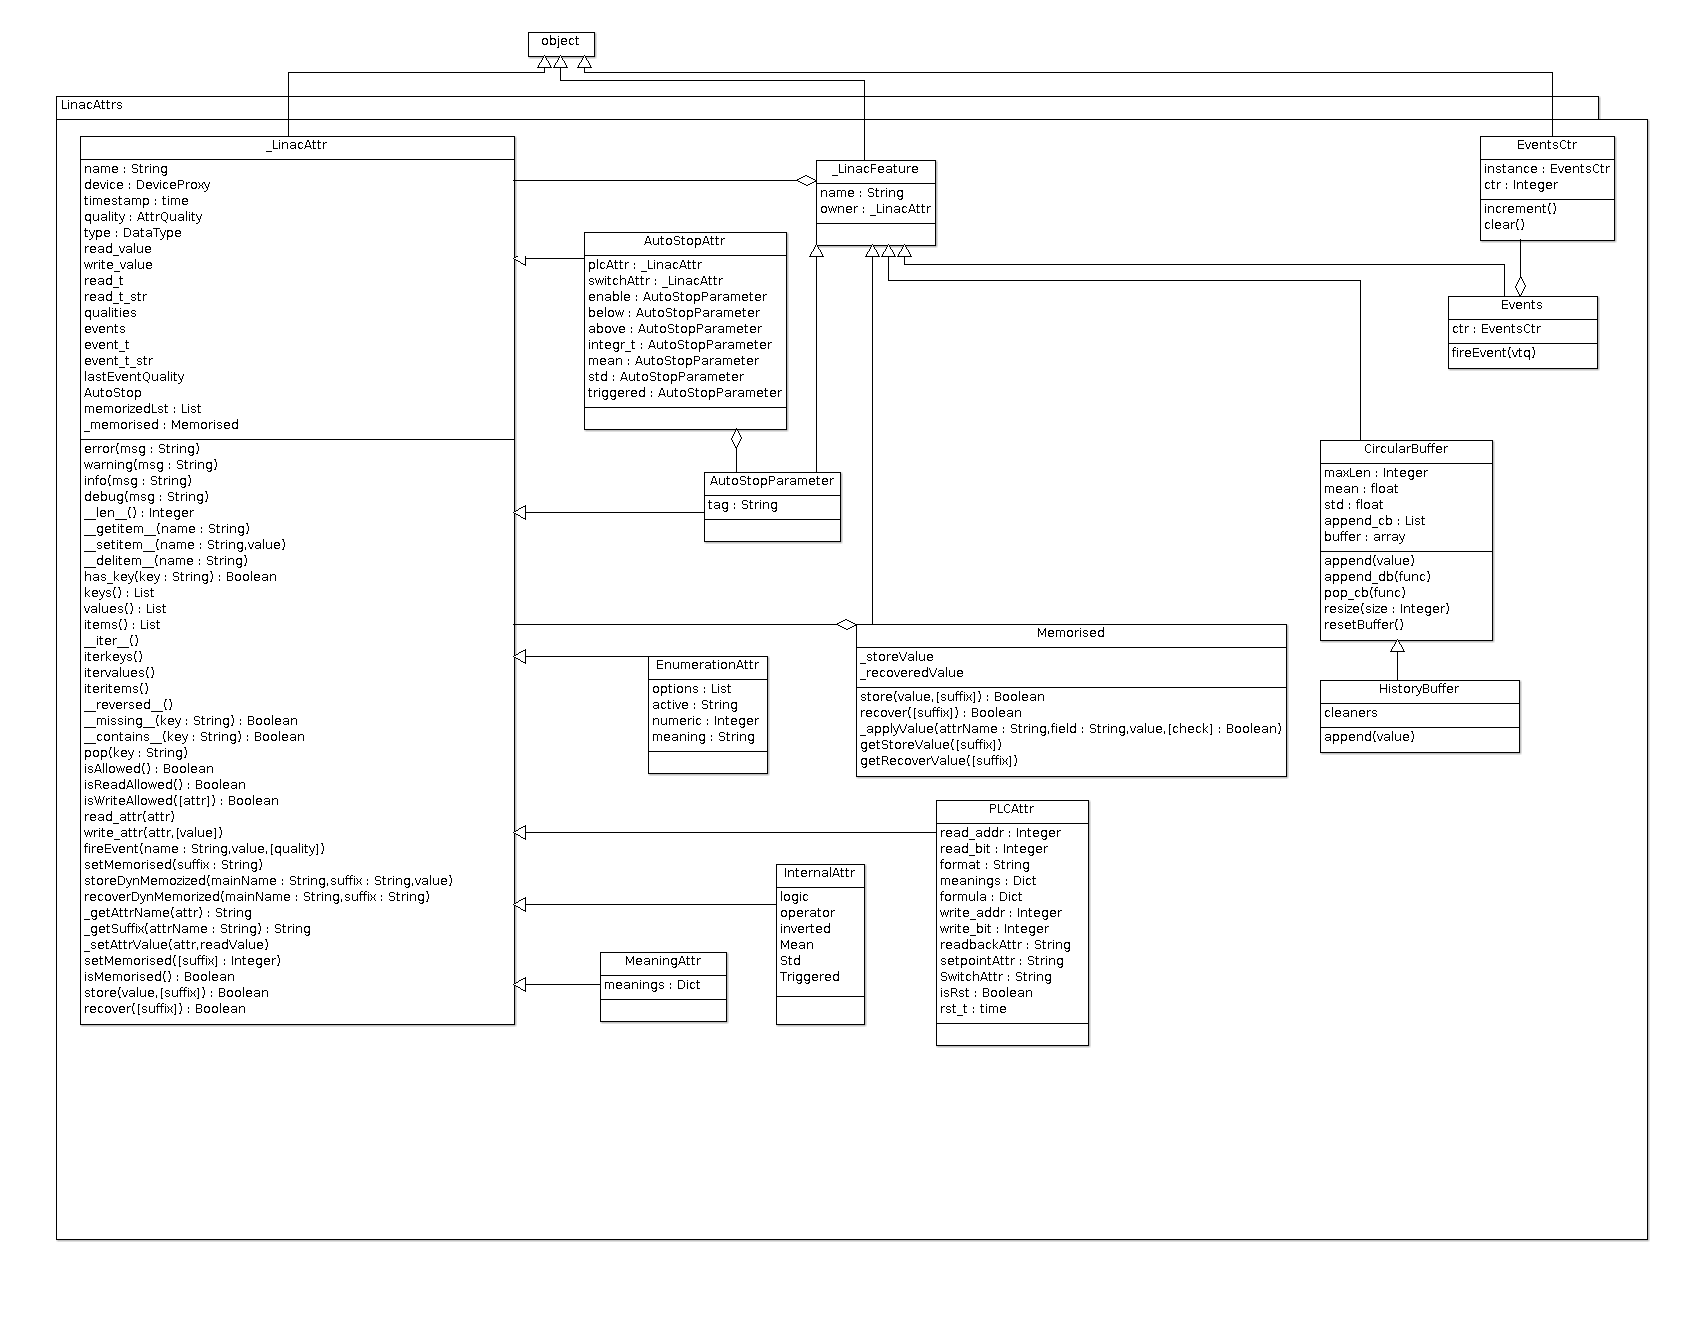 object
LinacAttrs
_LinacAttr
name : String
device : DeviceProxy
timestamp : time
quality : AttrQuality
type : DataType
read_value
write_value
read_t
read_t_str
qualities
events
event_t
event_t_str
lastEventQuality
AutoStop
memorizedLst : List
_memorised : Memorised
error(msg : String)
warning(msg : String)
info(msg : String)
debug(msg : String)
__len__() : Integer
__getitem__(name : String)
__setitem__(name : String,value)
__delitem__(name : String)
has_key(key : String) : Boolean
keys() : List
values() : List
items() : List
__iter__()
iterkeys()
itervalues()
iteritems()
__reversed__()
__missing__(key : String) : Boolean
__contains__(key : String) : Boolean
pop(key : String)
isAllowed() : Boolean
isReadAllowed() : Boolean
isWriteAllowed([attr]) : Boolean
read_attr(attr)
write_attr(attr,[value])
fireEvent(name : String,value,[quality])
setMemorised(suffix : String)
storeDynMemozized(mainName : String,suffix : String,value)
recoverDynMemorized(mainName : String,suffix : String)
_getAttrName(attr) : String
_getSuffix(attrName : String) : String
_setAttrValue(attr,readValue)
setMemorised([suffix] : Integer)
isMemorised() : Boolean
store(value,[suffix]) : Boolean
recover([suffix]) : Boolean
_LinacFeature
name : String
owner : _LinacAttr
EventsCtr
instance : EventsCtr
ctr : Integer
increment()
clear()
AutoStopAttr
plcAttr : _LinacAttr
switchAttr : _LinacAttr
enable : AutoStopParameter
below : AutoStopParameter
above : AutoStopParameter
integr_t : AutoStopParameter
mean : AutoStopParameter
std : AutoStopParameter
triggered : AutoStopParameter
Events
ctr : EventsCtr
fireEvent(vtq)
AutoStopParameter
tag : String
CircularBuffer
maxLen : Integer
mean : float
std : float
append_cb : List
buffer : array
append(value)
append_db(func)
pop_cb(func)
resize(size : Integer)
resetBuffer()
Memorised
_storeValue
_recoveredValue
store(value,[suffix]) : Boolean
recover([suffix]) : Boolean
_applyValue(attrName : String,field : String,value,[check] : Boolean)
getStoreValue([suffix])
getRecoverValue([suffix])
EnumerationAttr
options : List
active : String
numeric : Integer
meaning : String
HistoryBuffer
cleaners
append(value)
PLCAttr
read_addr : Integer
read_bit : Integer
format : String
meanings : Dict
formula : Dict
write_addr : Integer
write_bit : Integer
readbackAttr : String
setpointAttr : String
SwitchAttr : String
isRst : Boolean
rst_t : time
InternalAttr
logic
operator
inverted
Mean
Std
Triggered
MeaningAttr
meanings : Dict